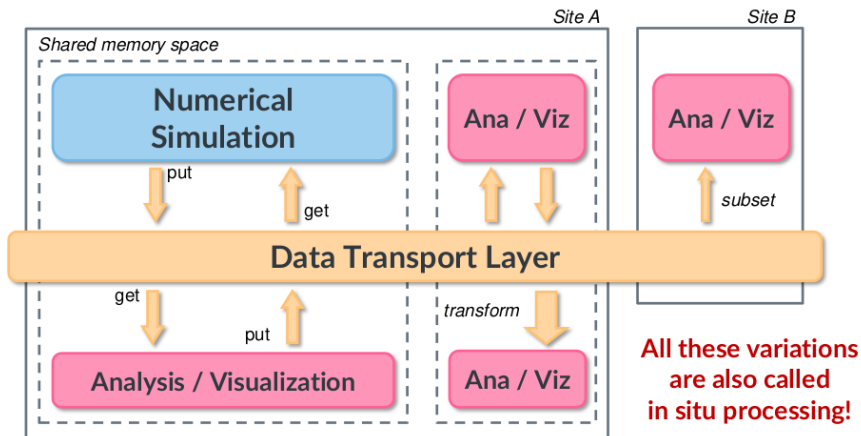 Site A
Site B
Shared memory space
Numerical
Simulation
Ana / Viz
Ana / Viz
put
get
subset
Data Transport Layer
get
put
transform
Analysis / Visualization
Ana / Viz
All these variations
are also called
in situ processing!